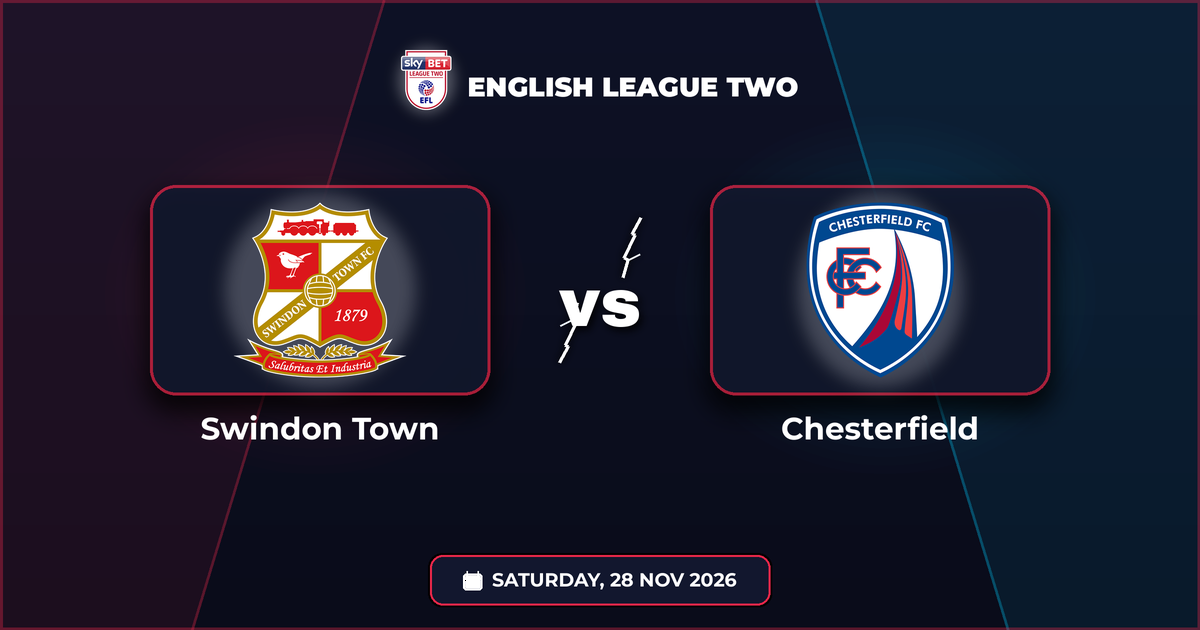 sky BET
LEAGUE TWO
EFL
ENGLISH LEAGUE TWO
SWINDON TOWN FC
1879
Salubritas Et Industria
vs
CHESTERFIELD FC
CFC
Swindon Town
Chesterfield
SATURDAY, 28 NOV 2026